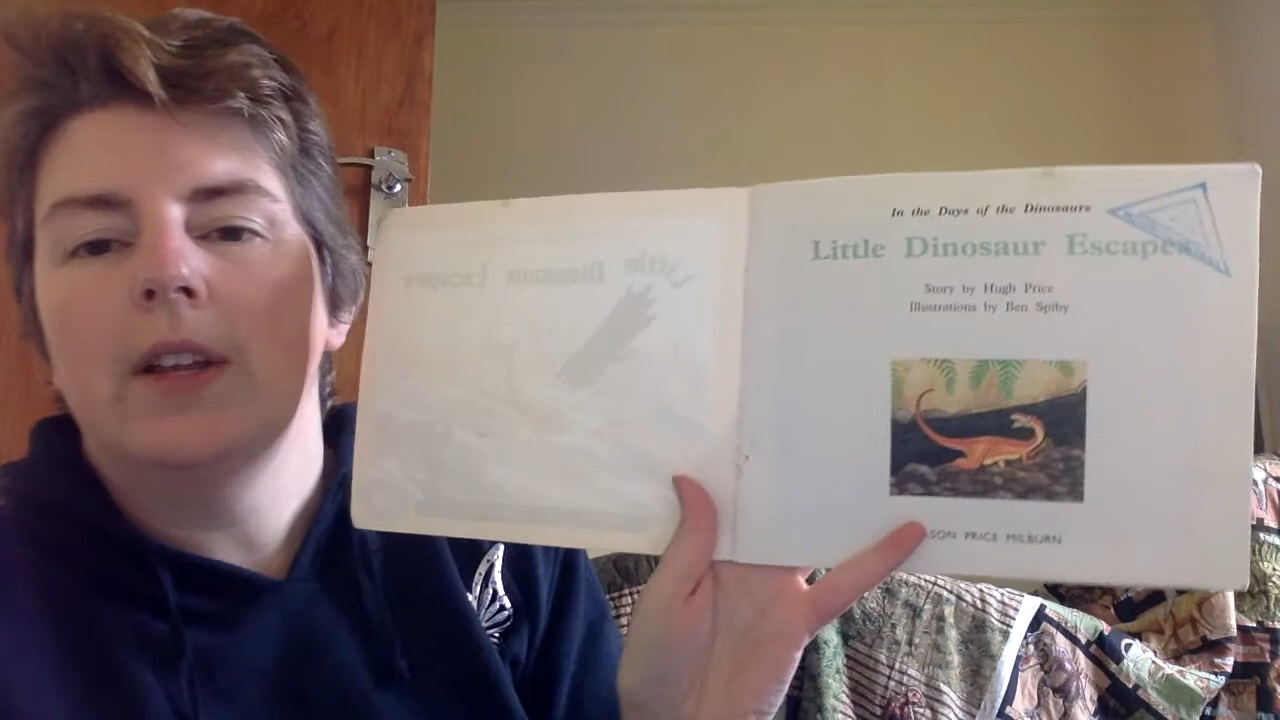 In the Days of the Dinosaurs
Little Dinosaur Escapes
Story by Hugh Price
Illustrations by Ben Spiby
PRICE MILBURN